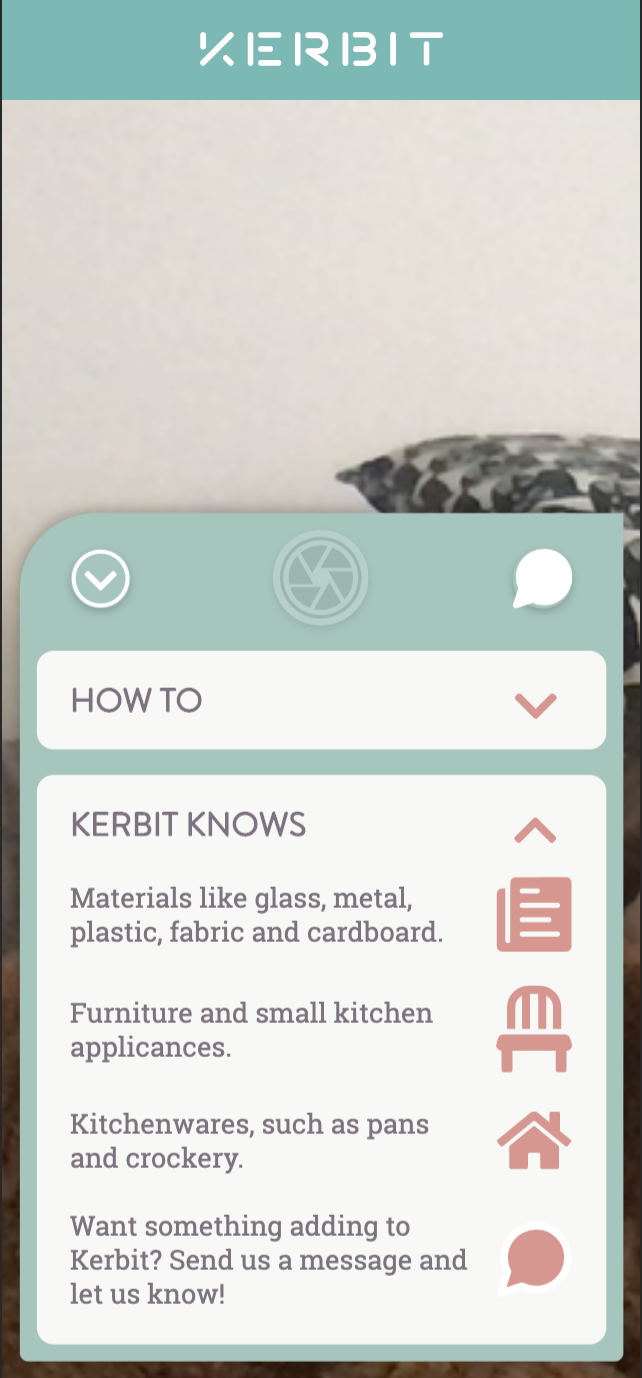 KERBIT
HOW TO
KERBIT KNOWS
Materials like glass, metal,
plastic, fabric and cardboard.
Furniture and small kitchen
applicances.
Kitchenwares, such as pans
and crockery.
Want something adding to
Kerbit? Send us a message and
let us know!